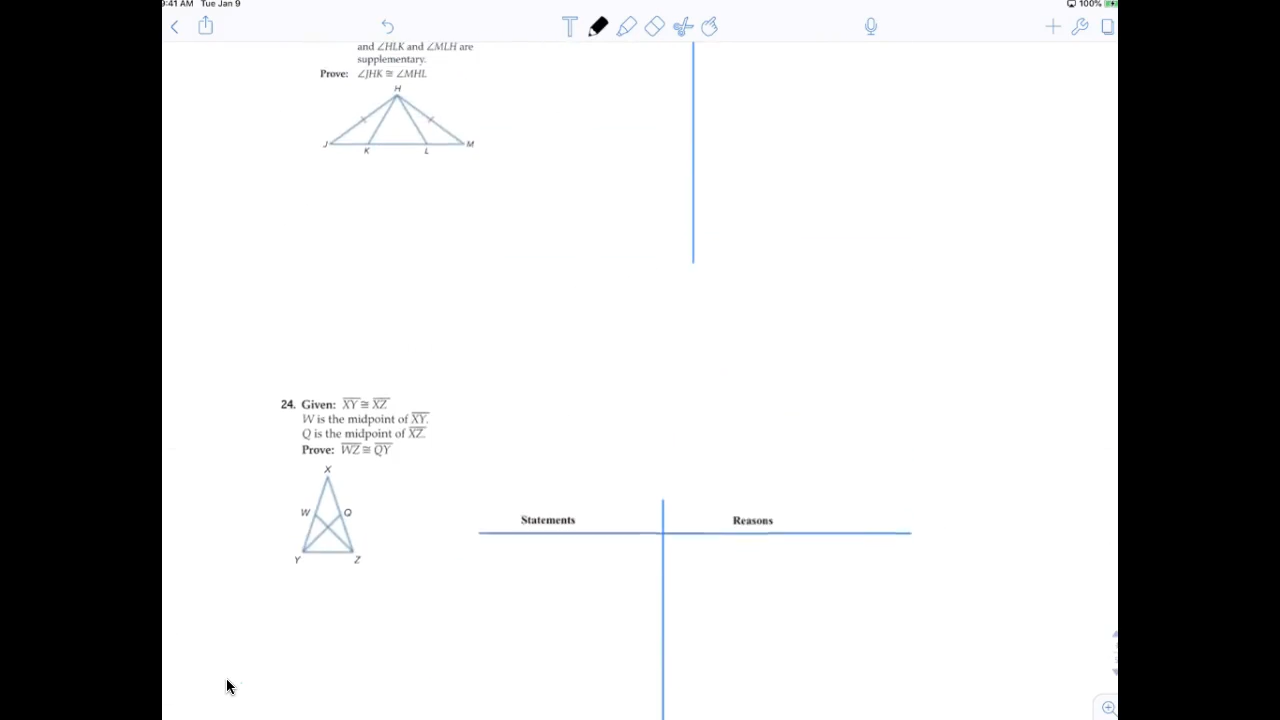 9:41 AM Tue Jan 9
100%
T
and ∠HLK and ∠MLH are
supplementary.
Prove: ∠JHK ≅ ∠MHL
H
J
K
L
M
24. Given: XY ≅ XZ
W is the midpoint of XY.
Q is the midpoint of XZ.
Prove: WZ ≅ QY
X
W
Q
Y
Z
Statements
Reasons